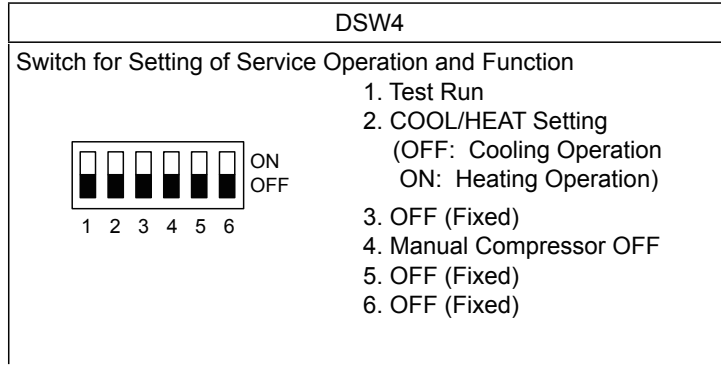 DSW4
Switch for Setting of Service Operation and Function
ON
OFF
1 2 3 4 5 6
1. Test Run
2. COOL/HEAT Setting
(OFF: Cooling Operation
ON: Heating Operation)
3. OFF (Fixed)
4. Manual Compressor OFF
5. OFF (Fixed)
6. OFF (Fixed)